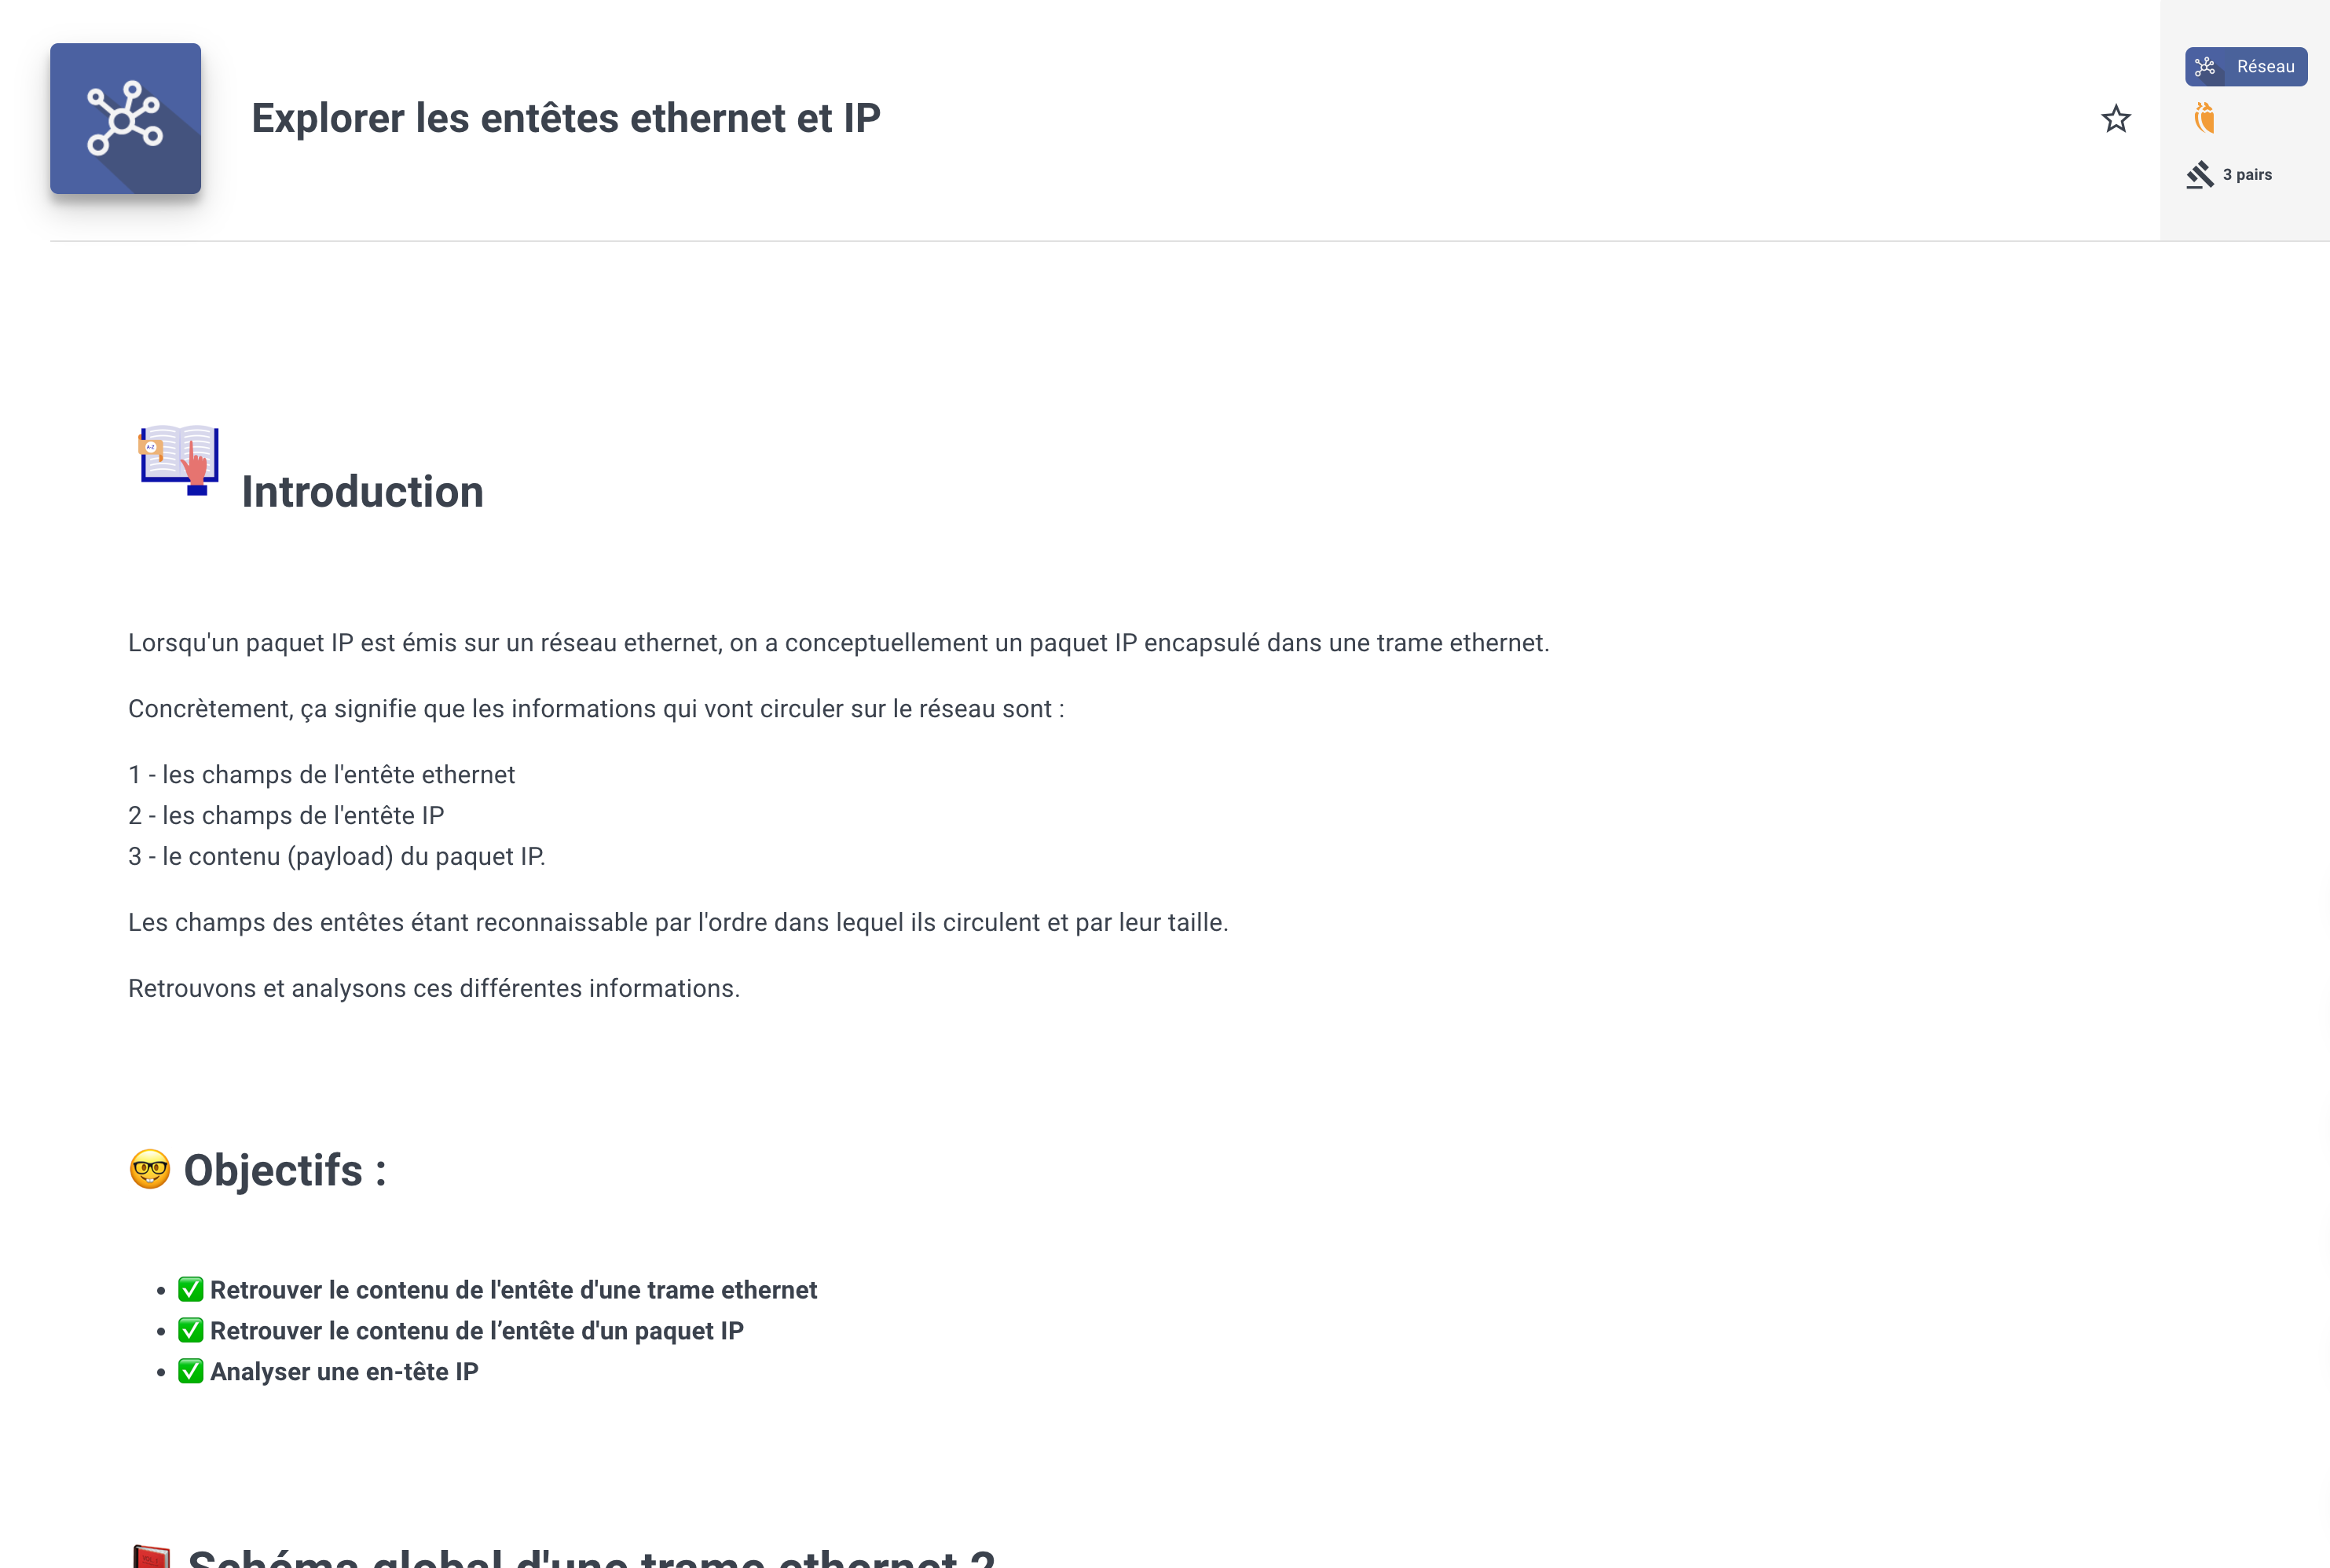 Explorer les entêtes ethernet et IP
Réseau
3 pairs
Introduction
Lorsqu'un paquet IP est émis sur un réseau ethernet, on a conceptuellement un paquet IP encapsulé dans une trame ethernet.
Concrètement, ça signifie que les informations qui vont circuler sur le réseau sont :
1 - les champs de l'entête ethernet
2 - les champs de l'entête IP
3 - le contenu (payload) du paquet IP.
Les champs des entêtes étant reconnaissable par l'ordre dans lequel ils circulent et par leur taille.
Retrouvons et analysons ces différentes informations.
🤓 Objectifs :
• ✅ Retrouver le contenu de l'entête d'une trame ethernet
• ✅ Retrouver le contenu de l’entête d'un paquet IP
• ✅ Analyser une en-tête IP
📕 Schéma global d'une trame ethernet ?